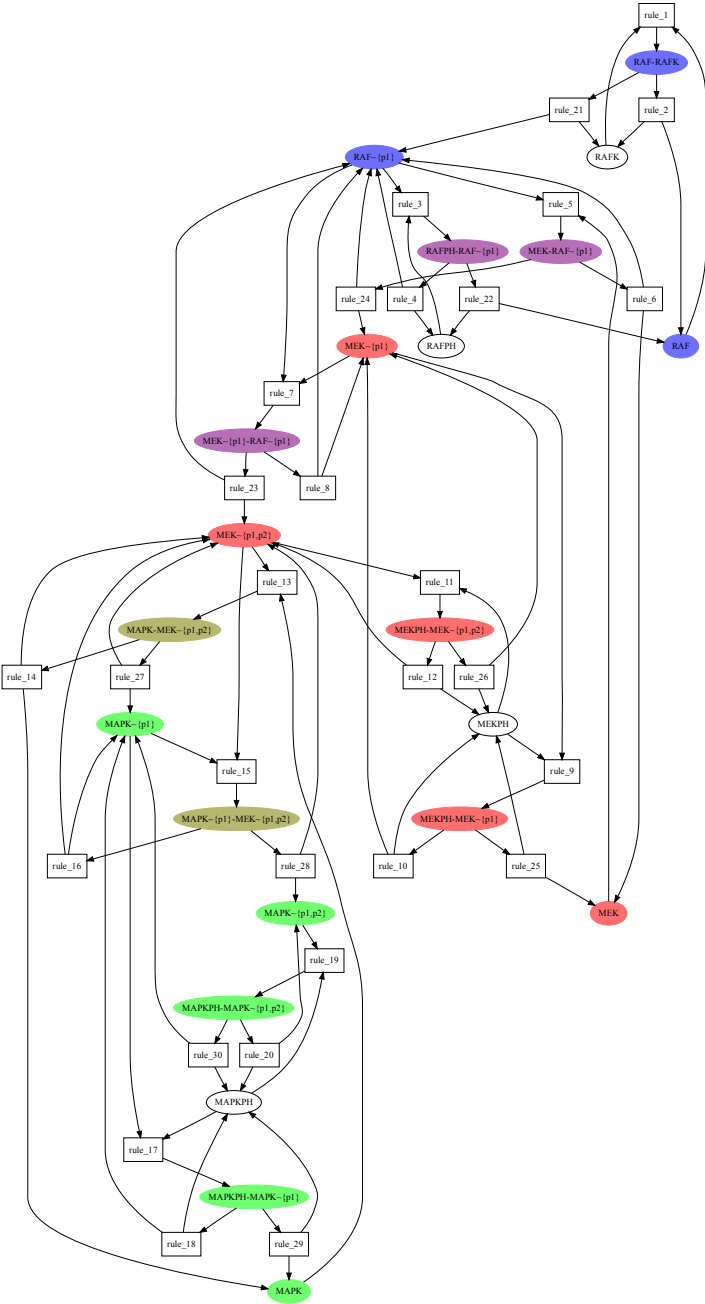 rule_1
RAF-RAFK
rule_21
rule_2
RAF~{p1}
RAFK
rule_3
rule_5
RAFPH-RAF~{p1}
MEK-RAF~{p1}
rule_24
rule_4
rule_22
rule_6
MEK~{p1}
RAFPH
RAF
rule_7
MEK~{p1}-RAF~{p1}
rule_23
rule_8
MEK~{p1,p2}
rule_13
rule_11
MAPK-MEK~{p1,p2}
MEKPH-MEK~{p1,p2}
rule_14
rule_27
rule_12
rule_26
MAPK~{p1}
MEKPH
rule_15
rule_9
MAPK~{p1}-MEK~{p1,p2}
MEKPH-MEK~{p1}
rule_16
rule_28
rule_10
rule_25
MAPK~{p1,p2}
MEK
rule_19
MAPKPH-MAPK~{p1,p2}
rule_30
rule_20
MAPKPH
rule_17
MAPKPH-MAPK~{p1}
rule_18
rule_29
MAPK